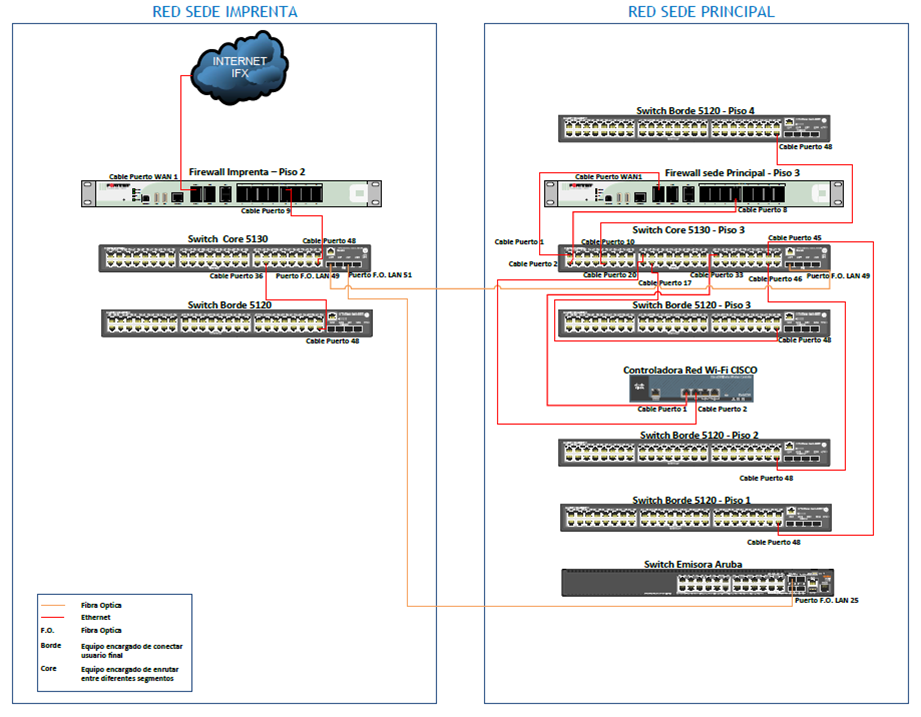 RED SEDE IMPRENTA
RED SEDE PRINCIPAL
INTERNET
IFX
Firewall Imprenta – Piso 2
Cable Puerto WAN 1
Cable Puerto 9
Switch Core 5130
Cable Puerto 48
Cable Puerto 36
Puerto F.O. LAN 49
Puerto F.O. LAN 51
Switch Borde 5120
Cable Puerto 48
Switch Borde 5120 - Piso 4
Cable Puerto 48
Firewall sede Principal - Piso 3
Cable Puerto WAN1
Cable Puerto 8
Switch Core 5130 - Piso 3
Cable Puerto 1
Cable Puerto 10
Cable Puerto 45
Cable Puerto 2
Cable Puerto 20
Cable Puerto 33
Cable Puerto 46
Puerto F.O. LAN 49
Cable Puerto 17
Switch Borde 5120 - Piso 3
Cable Puerto 48
Controladora Red Wi-Fi CISCO
Cable Puerto 1
Cable Puerto 2
Switch Borde 5120 - Piso 2
Cable Puerto 48
Switch Borde 5120 - Piso 1
Cable Puerto 48
Switch Emisora Aruba
Puerto F.O. LAN 25
Fibra Optica
Ethernet
F.O. Fibra Optica
Borde Equipo encargado de conectar
usuario final
Core Equipo encargado de enrutar
entre diferentes segmentos